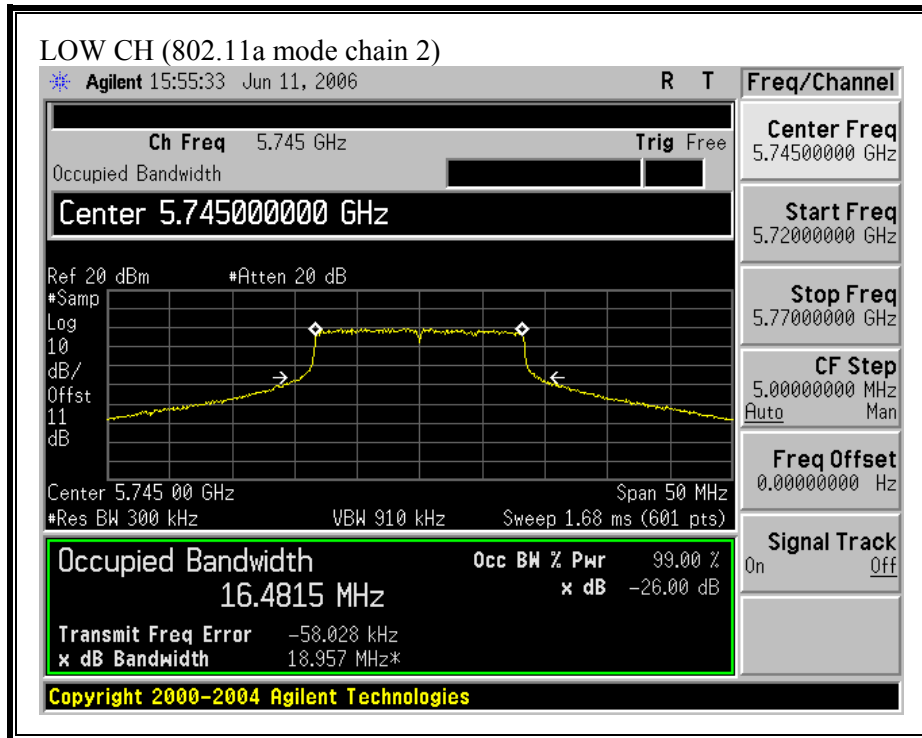 LOW CH (802.11a mode chain 2)
Agilent 15:55:33 Jun 11, 2006 R T
Freq/Channel
Ch Freq 5.745 GHz Trig Free
Occupied Bandwidth
Center 5.745000000 GHz
Ref 20 dBm #Atten 20 dB
#Samp
Log
10
dB/
Offst
11
dB
Center 5.745 00 GHz Span 50 MHz
#Res BW 300 kHz VBW 910 kHz Sweep 1.68 ms (601 pts)
Occupied Bandwidth Occ BW % Pwr 99.00 %
16.4815 MHz x dB -26.00 dB
Transmit Freq Error -58.028 kHz
x dB Bandwidth 18.957 MHz*
Center Freq
5.74500000 GHz
Start Freq
5.72000000 GHz
Stop Freq
5.77000000 GHz
CF Step
5.00000000 MHz
Auto Man
Freq Offset
0.00000000 Hz
Signal Track
On Off
Copyright 2000-2004 Agilent Technologies